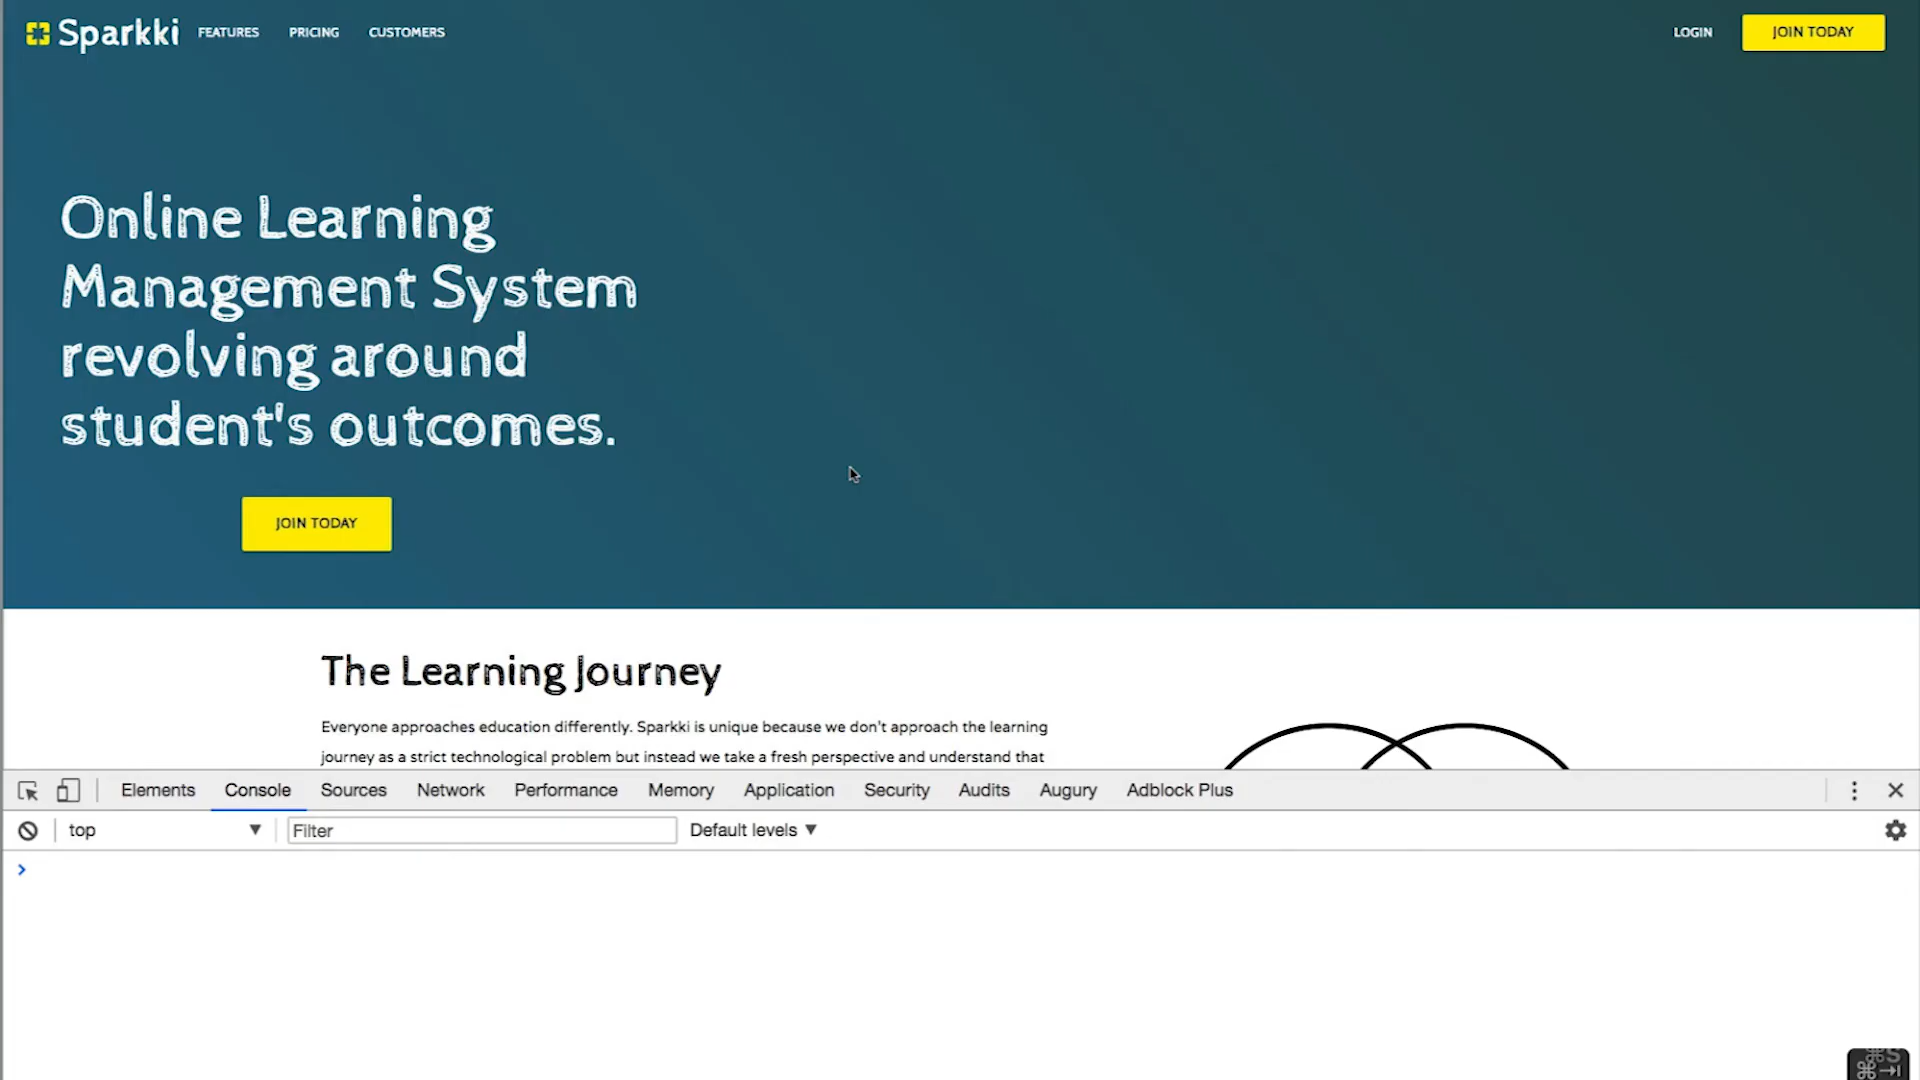 Sparkki FEATURES PRICING CUSTOMERS LOGIN JOIN TODAY
Online Learning
Management System
revolving around
student's outcomes.
JOIN TODAY
The Learning Journey
Everyone approaches education differently. Sparkki is unique because we don't approach the learning
journey as a strict technological problem but instead we take a fresh perspective and understand that
Elements Console Sources Network Performance Memory Application Security Audits Augury Adblock Plus
top Filter Default levels
⌘S
⌘→|